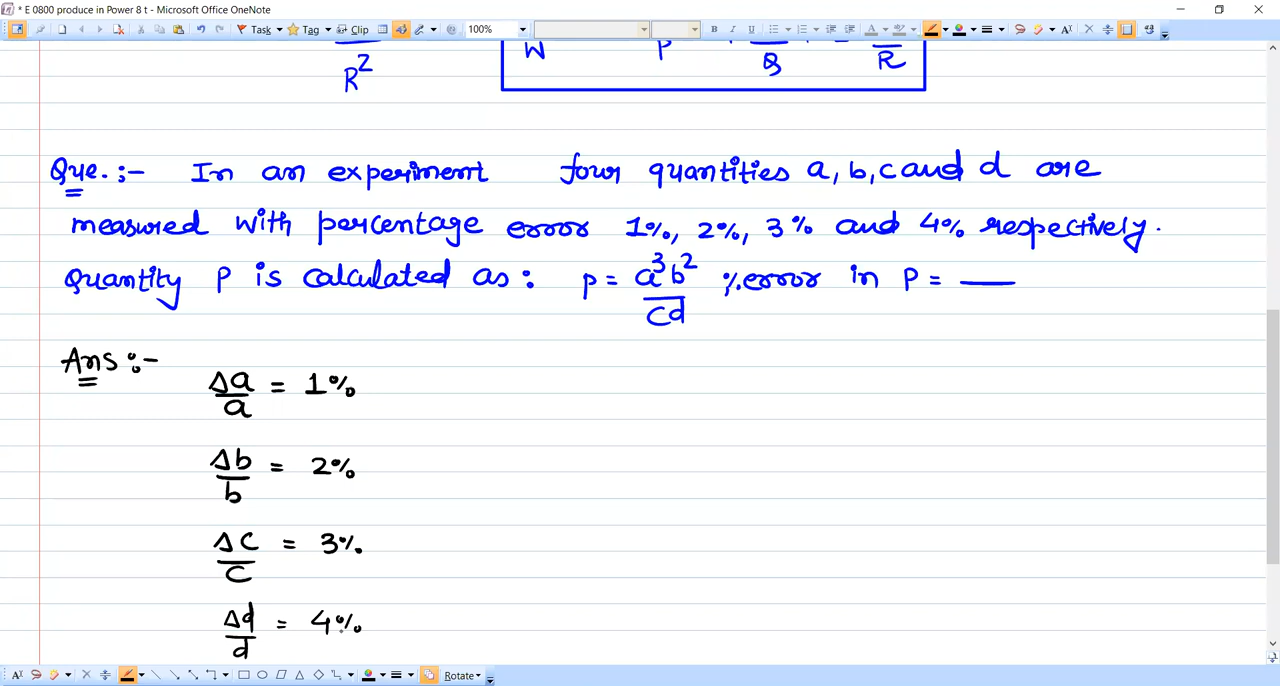 * E 0800 produce in Power 8 t - Microsoft Office OneNote
Task Tag Clip 100%
W P Q R
R²
Que. :- In an experiment four quantities a, b, c and d are
measured with percentage error 1%, 2%, 3% and 4% respectively.
Quantity P is calculated as : P = a³b²/cd % error in P = ___
Ans :-
Δa/a = 1%
Δb/b = 2%
Δc/c = 3%
Δd/d = 4%
Rotate